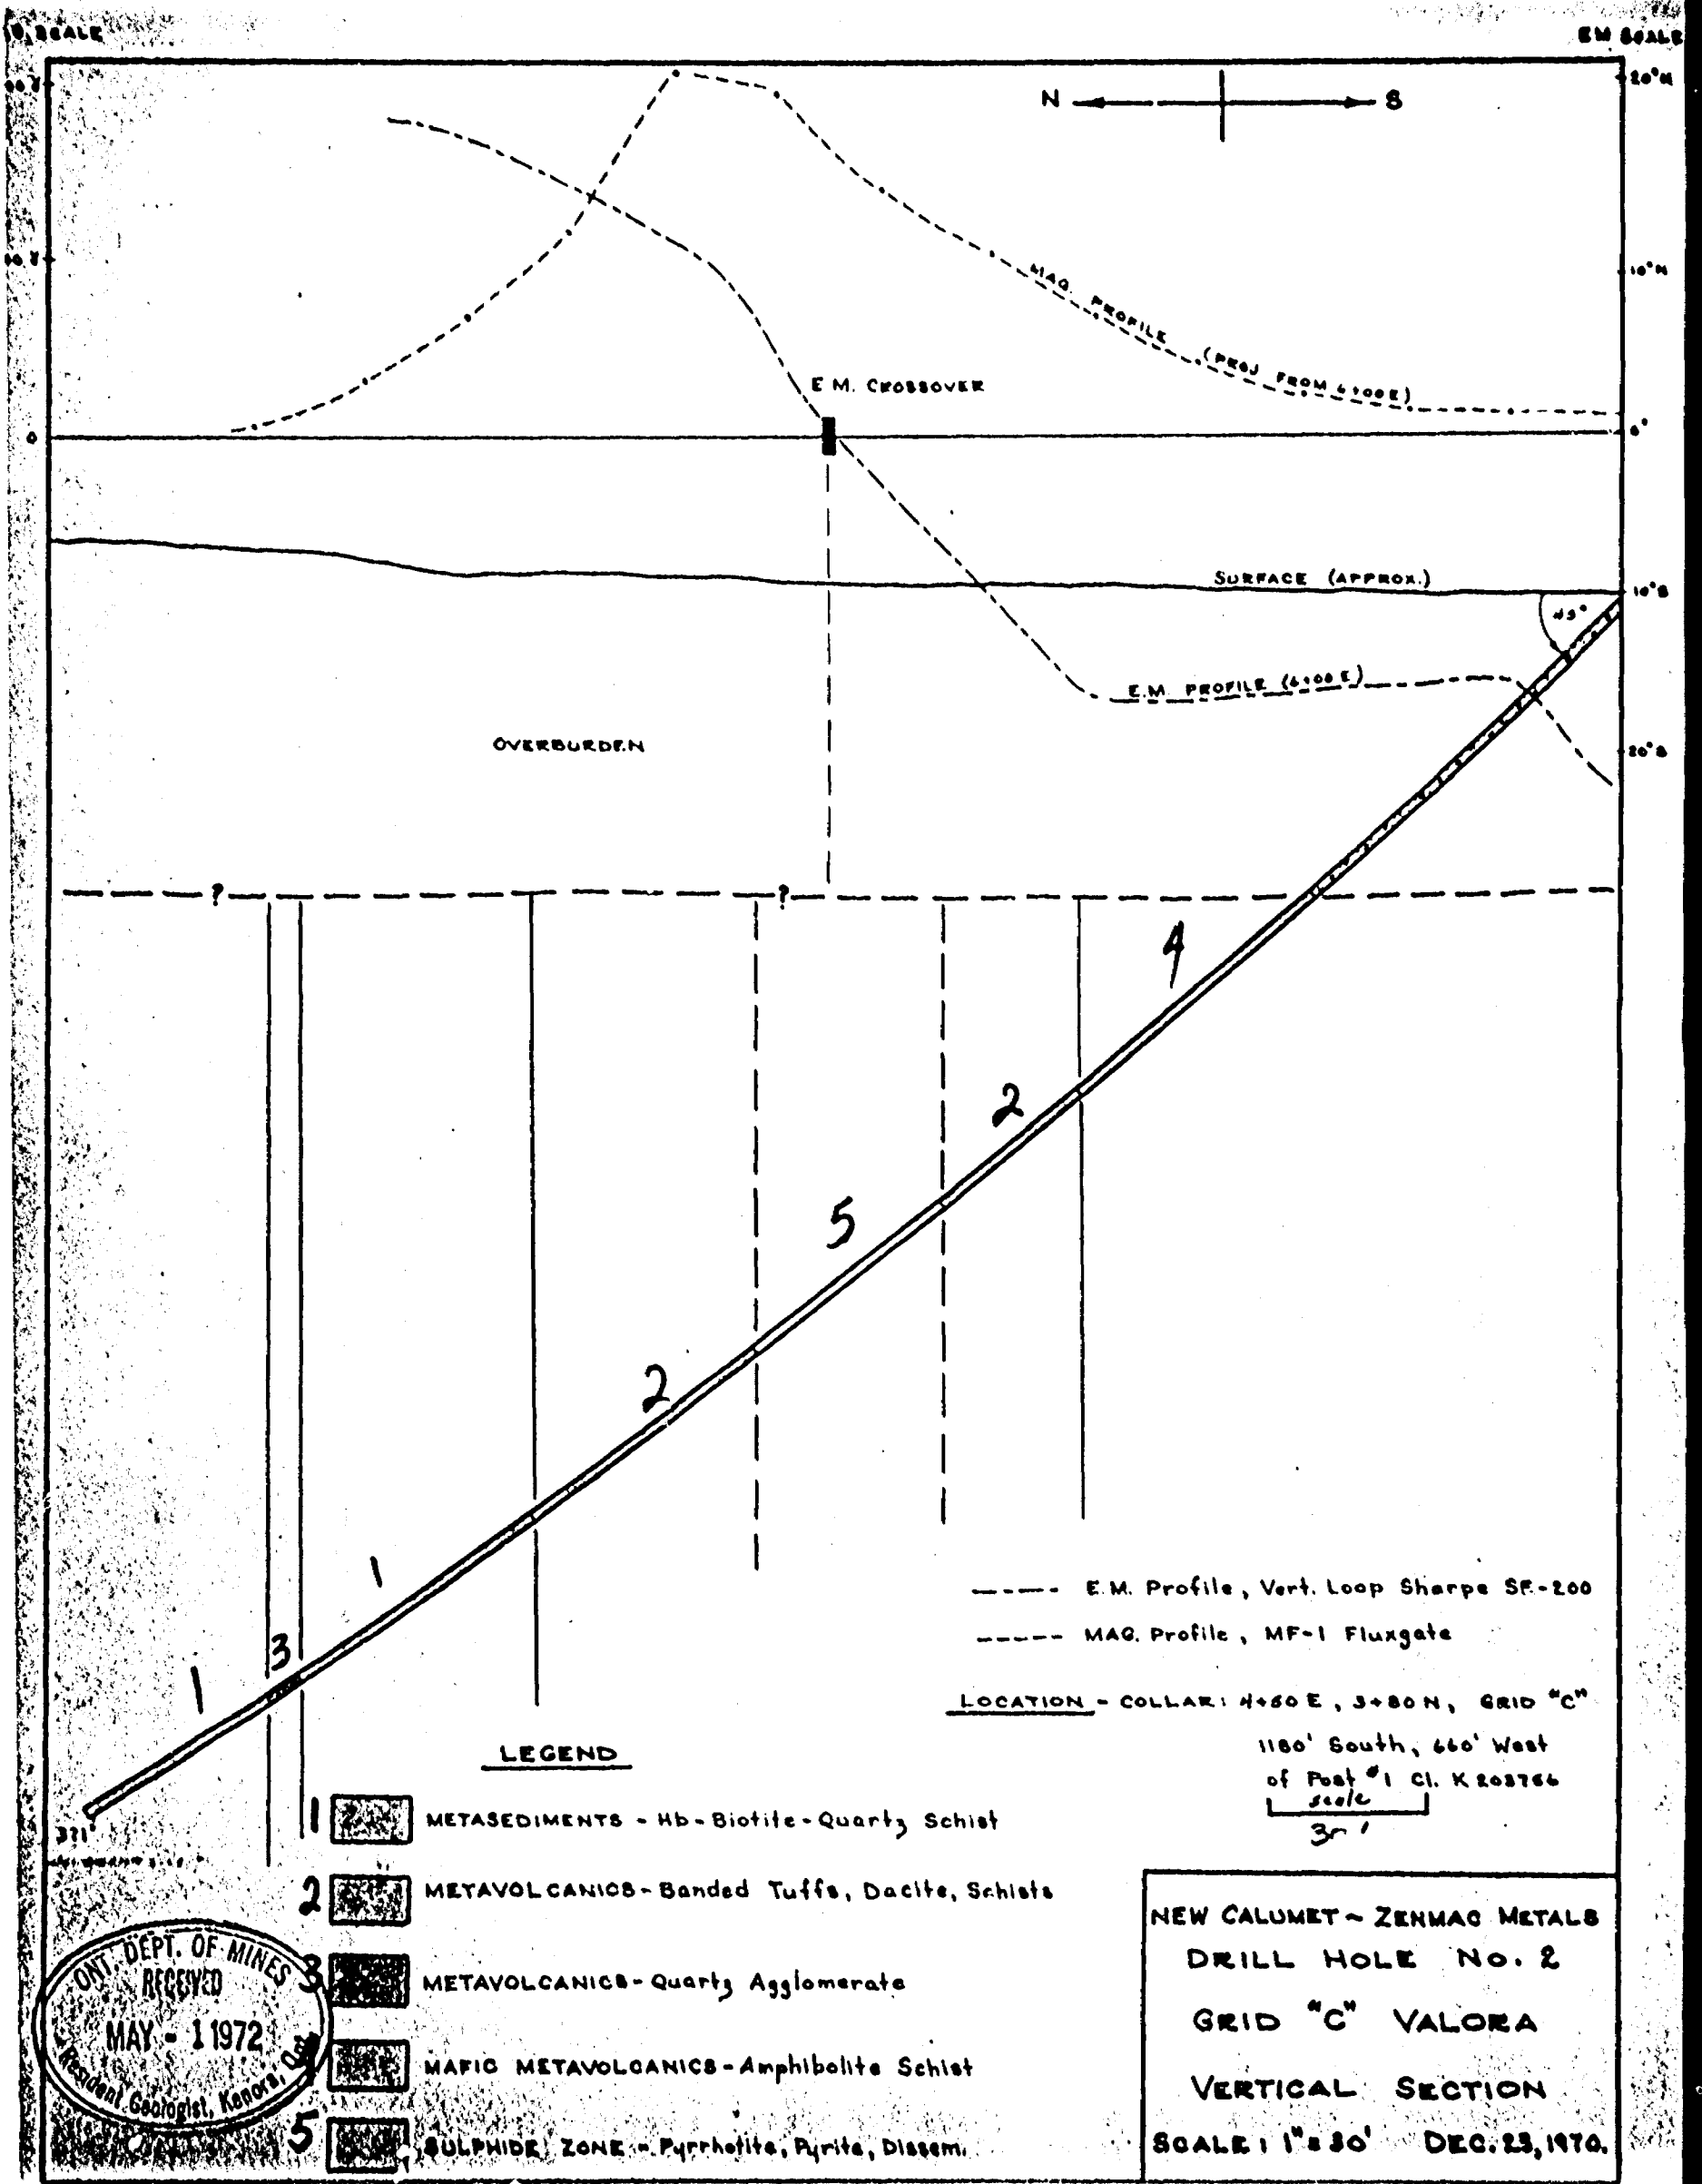 SCALE
EM SCALE
20°N
N
S
10°N
MAG. PROFILE (PROJ FROM 6+00E)
E M. CROSSOVER
0
0°
SURFACE (APPROX.)
10°S
45°
E.M. PROFILE (6+00 E)
OVERBURDEN
20°S
?
?
4
2
5
2
1
3
1
371'
E.M. Profile, Vert. Loop Sharpe SE-200
MAG. Profile, MF-1 Fluxgate
LOCATION - COLLAR: 4+50 E, 3+80 N, GRID "C"
1180' South, 660' West
of Post #1 Cl. K 203766
scale
30'
LEGEND
1 METASEDIMENTS - Hb-Biotite-Quartz Schist
2 METAVOLCANICS - Banded Tuffs, Dacite, Schists
3 METAVOLCANICS - Quartz Agglomerate
MAFIC METAVOLCANICS - Amphibolite Schist
5 SULPHIDE ZONE - Pyrrhotite, Pyrite, Dissem.
ONT. DEPT. OF MINES
RECEIVED
MAY - 1 1972
Resident Geologist, Kenora, Ont.
NEW CALUMET ~ ZENMAC METALS
DRILL HOLE No. 2
GRID "C" VALORA
VERTICAL SECTION
SCALE: 1" = 30' DEC. 23, 1970.